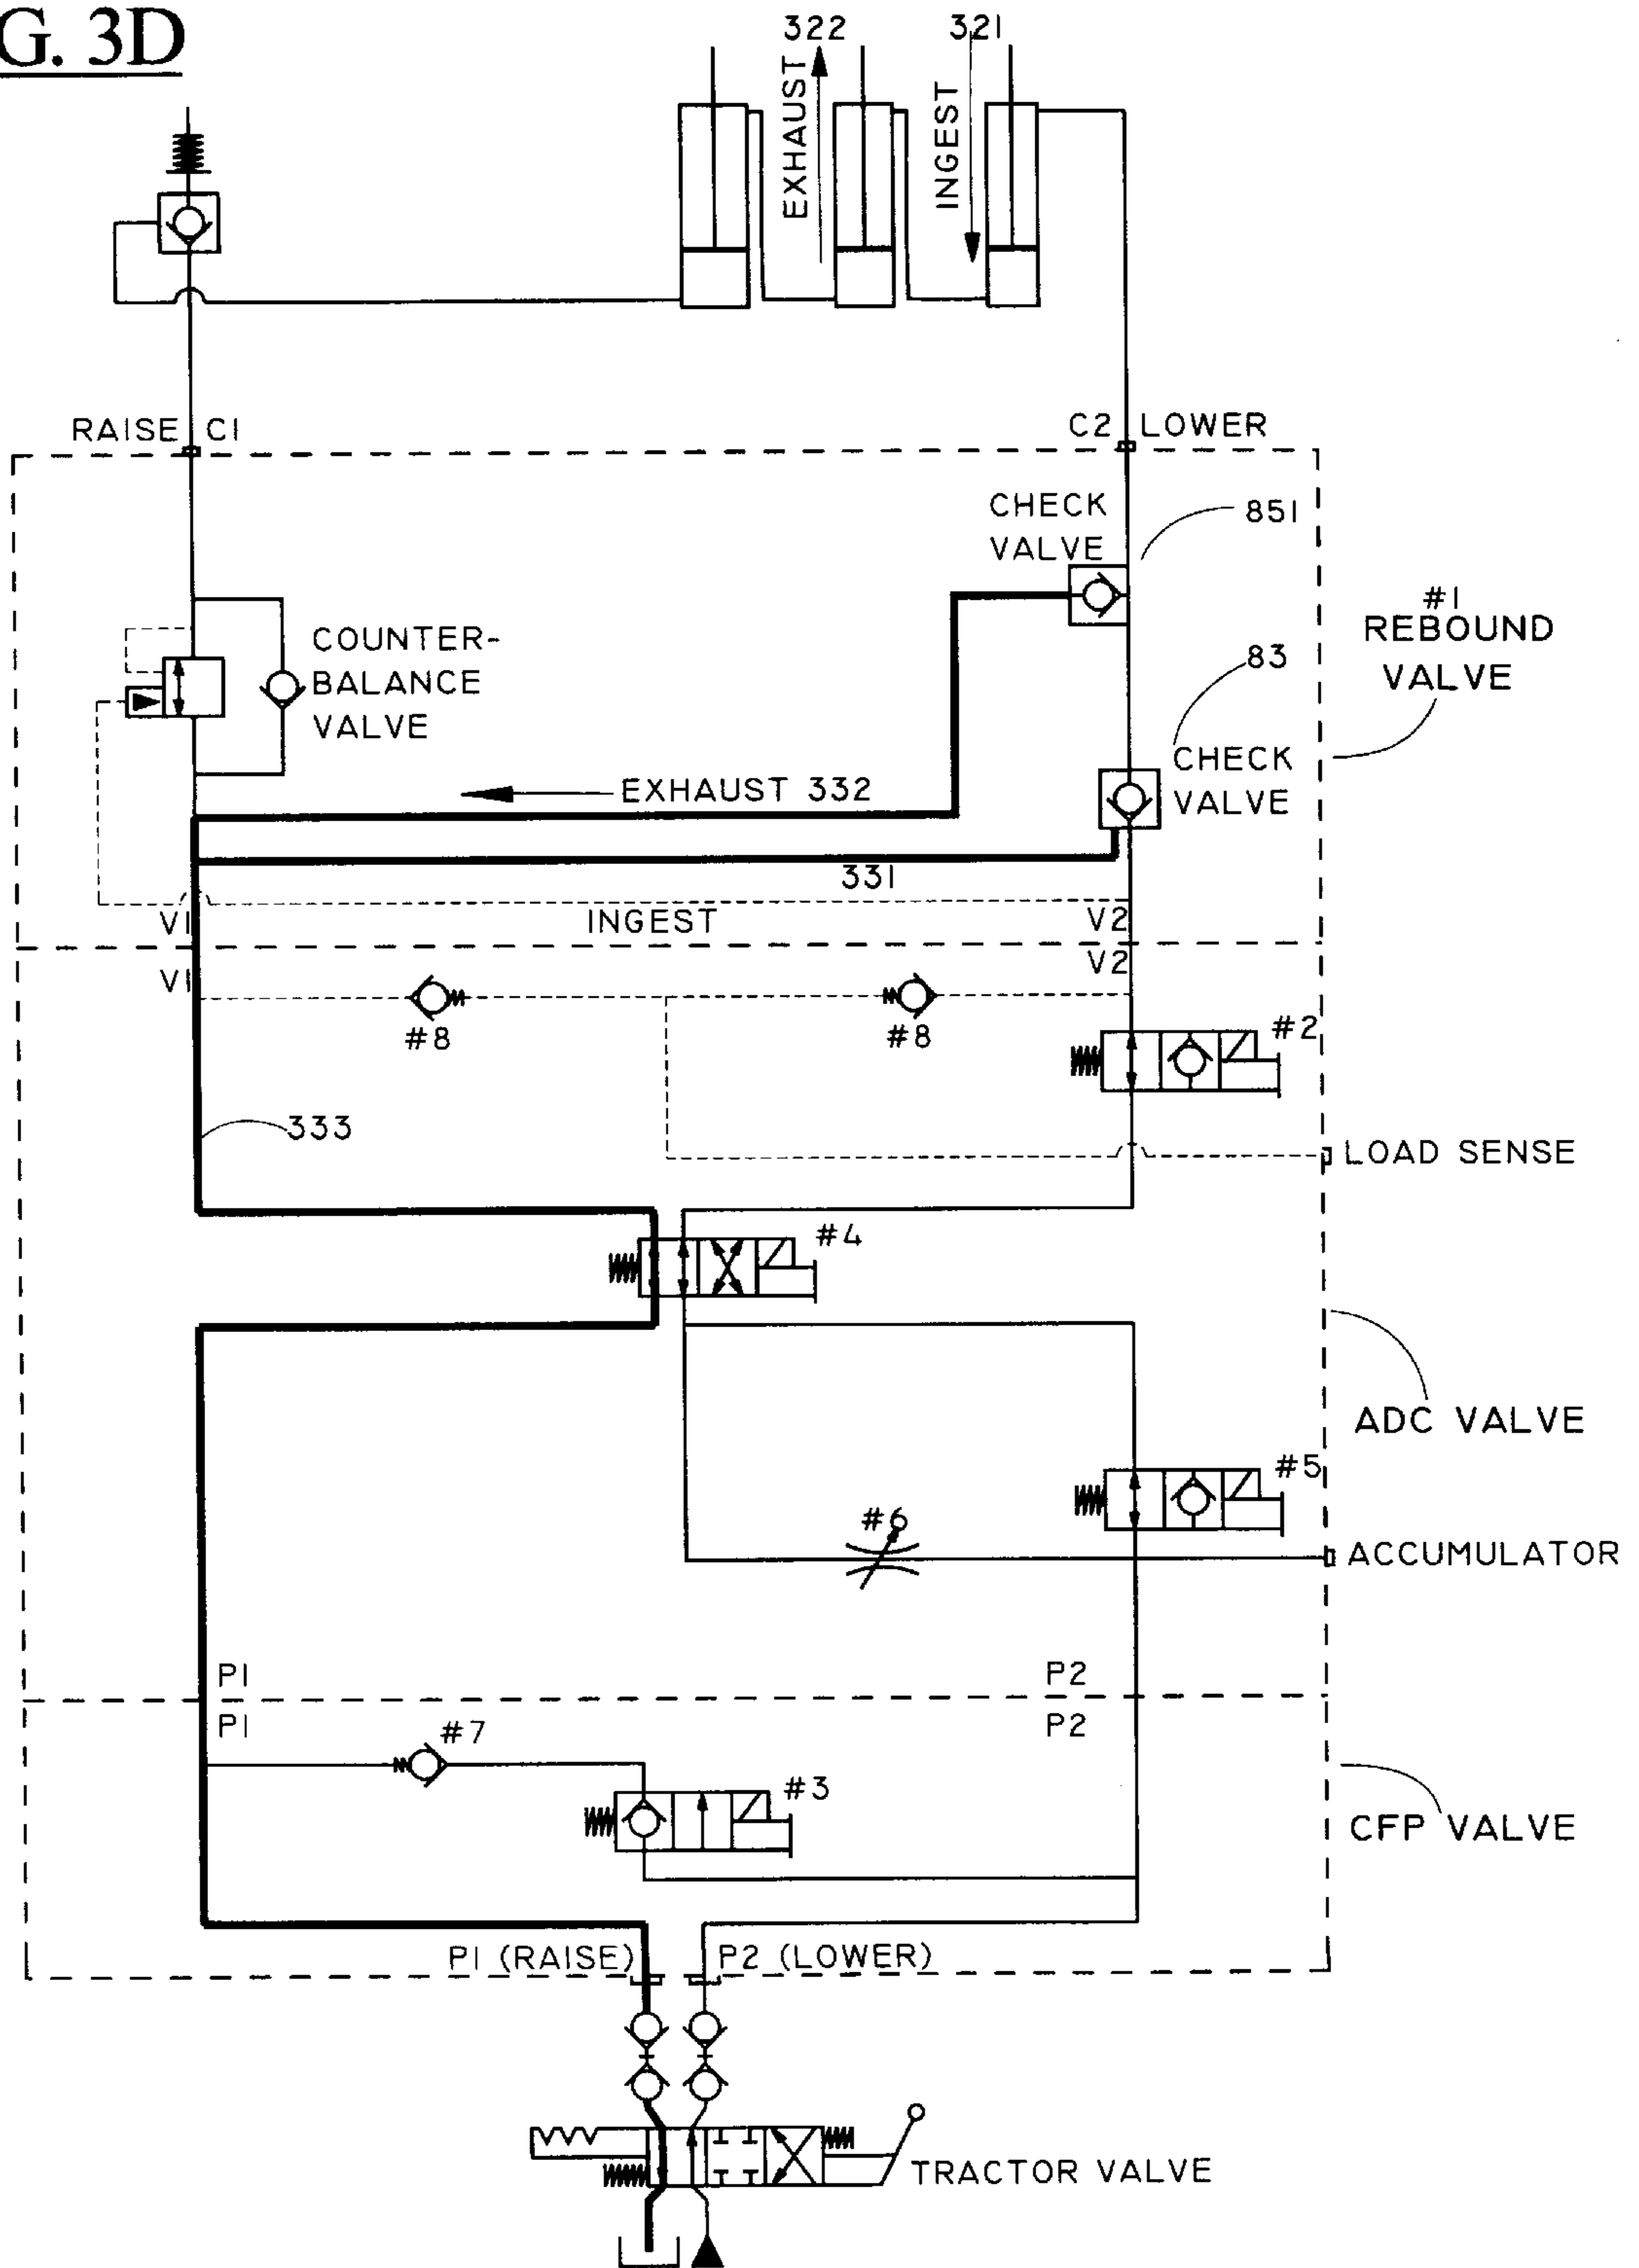 G. 3D
322
321
EXHAUST
INGEST
RAISE C1
C2 LOWER
CHECK
VALVE
851
#1
REBOUND
VALVE
COUNTER-
BALANCE
VALVE
83
CHECK
VALVE
EXHAUST 332
331
V1
INGEST
V2
V1
V2
#8
#8
#2
333
LOAD SENSE
#4
ADC VALVE
#5
#6
ACCUMULATOR
P1
P2
P1
P2
#7
#3
CFP VALVE
P1 (RAISE)
P2 (LOWER)
TRACTOR VALVE